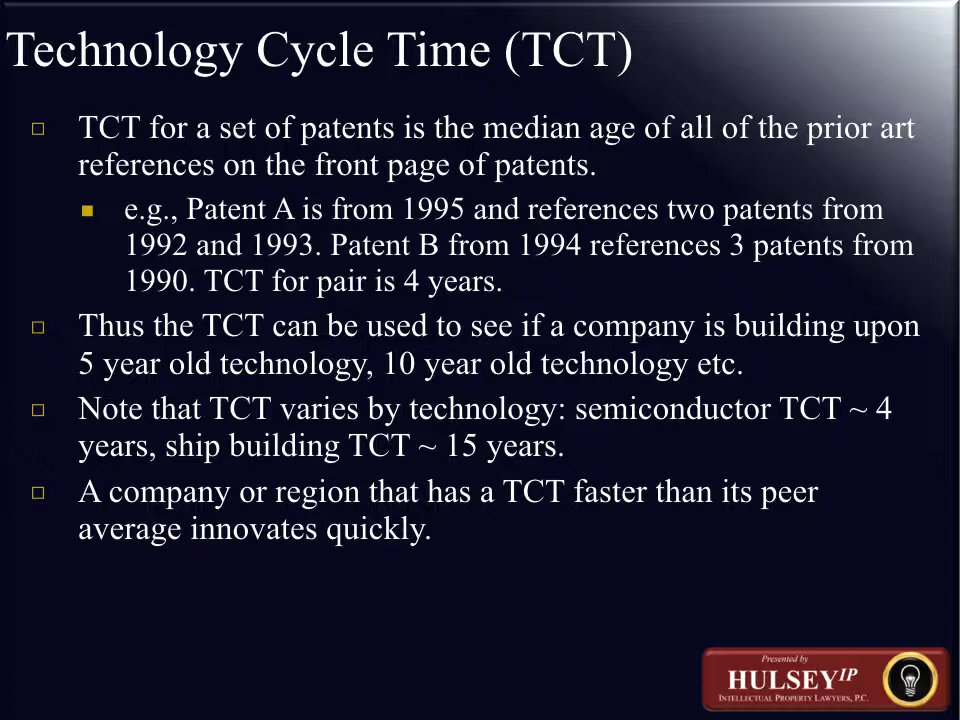 Technology Cycle Time (TCT)
TCT for a set of patents is the median age of all of the prior art
references on the front page of patents.
e.g., Patent A is from 1995 and references two patents from
1992 and 1993. Patent B from 1994 references 3 patents from
1990. TCT for pair is 4 years.
Thus the TCT can be used to see if a company is building upon
5 year old technology, 10 year old technology etc.
Note that TCT varies by technology: semiconductor TCT ~ 4
years, ship building TCT ~ 15 years.
A company or region that has a TCT faster than its peer
average innovates quickly.
Presented by
HULSEY IP
INTELLECTUAL PROPERTY LAWYERS, P.C.